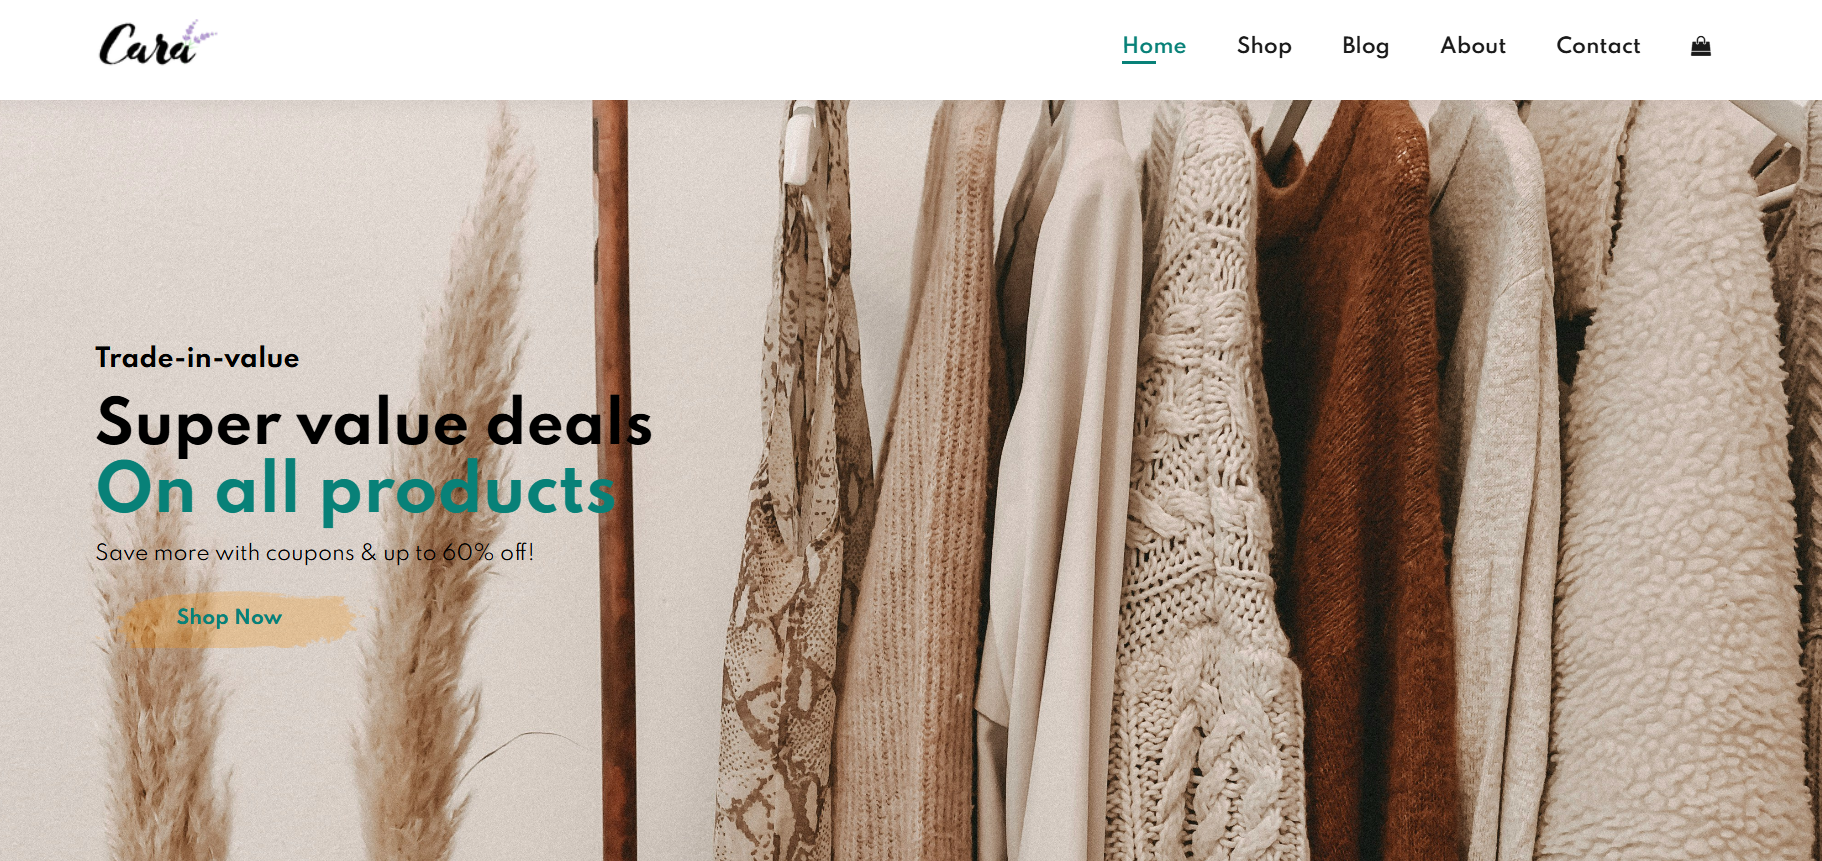 Cara
Home Shop Blog About Contact
Trade-in-value
Super value deals
On all products
Save more with coupons & up to 60% off!
Shop Now